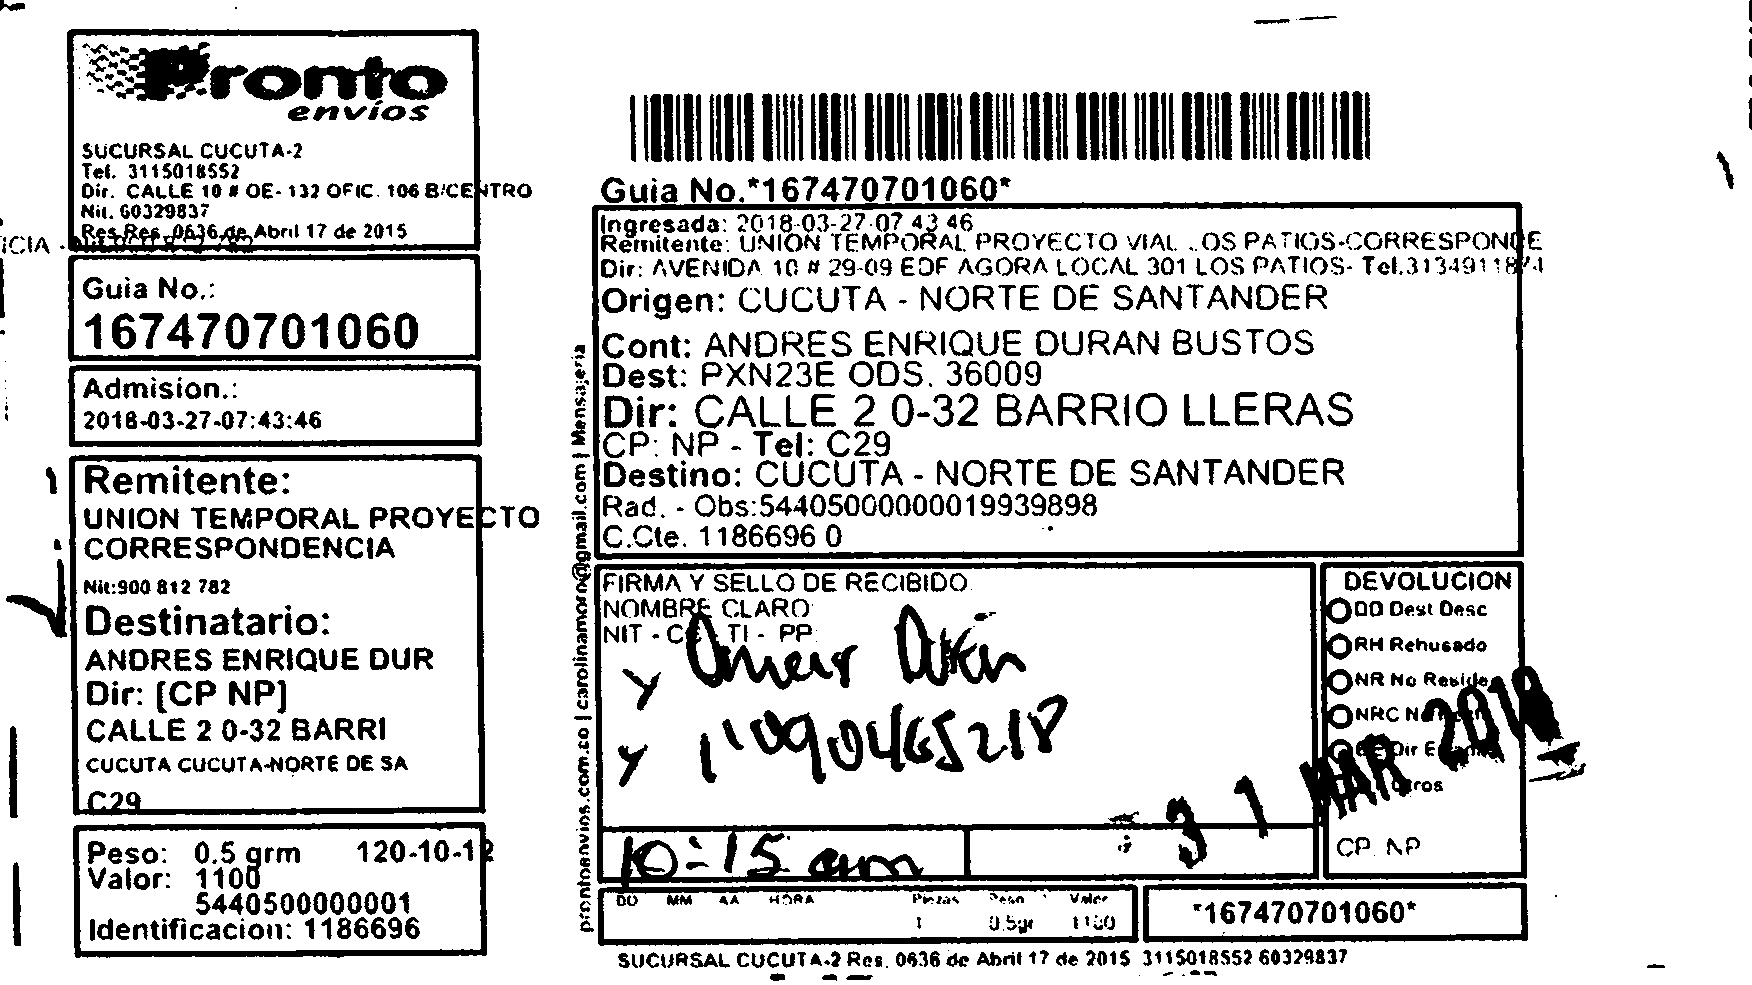 Pronto
envíos
SUCURSAL CUCUTA-2
Tel. 3115018552
Dir. CALLE 10 # OE-132 OFIC. 106 B/CENTRO
Nit. 60329837
Res.Res. 0636 de Abril 17 de 2015
Guia No.:
167470701060
Admision.:
2018-03-27-07:43:46
Remitente:
UNION TEMPORAL PROYECTO
CORRESPONDENCIA
Nit:900 812 782
Destinatario:
ANDRES ENRIQUE DUR
Dir: [CP NP]
CALLE 2 0-32 BARRI
CUCUTA CUCUTA-NORTE DE SA
C29
Peso: 0.5 grm 120-10-12
Valor: 1100
5440500000001
Identificacion: 1186696
prontoenvios.com.co | carolinamoro@gmail.com | Mensajeria
Guia No.*167470701060*
Ingresada: 2018-03-27-07 43 46
Remitente: UNION TEMPORAL PROYECTO VIAL LOS PATIOS-CORRESPONDE
Dir: AVENIDA 10 # 29-09 EDF AGORA LOCAL 301 LOS PATIOS- Tel.3134911874
Origen: CUCUTA - NORTE DE SANTANDER
Cont: ANDRES ENRIQUE DURAN BUSTOS
Dest: PXN23E ODS. 36009
Dir: CALLE 2 0-32 BARRIO LLERAS
CP: NP - Tel: C29
Destino: CUCUTA - NORTE DE SANTANDER
Rad. - Obs:54405000000019939898
C.Cte. 1186696 0
FIRMA Y SELLO DE RECIBIDO
NOMBRE CLARO:
NIT - CC - TI - PP
1'090465218
10:15 am
DEVOLUCION
DD Dest Desc
RH Rehusado
NR No Reside
NRC No
Dir
Otros
31 MAR 2018
CP: NP
DD MM AA HORA Piezas Peso Valor
1 0.5gr 1100
*167470701060*
SUCURSAL CUCUTA-2 Res. 0636 de Abril 17 de 2015 3115018552 60329837